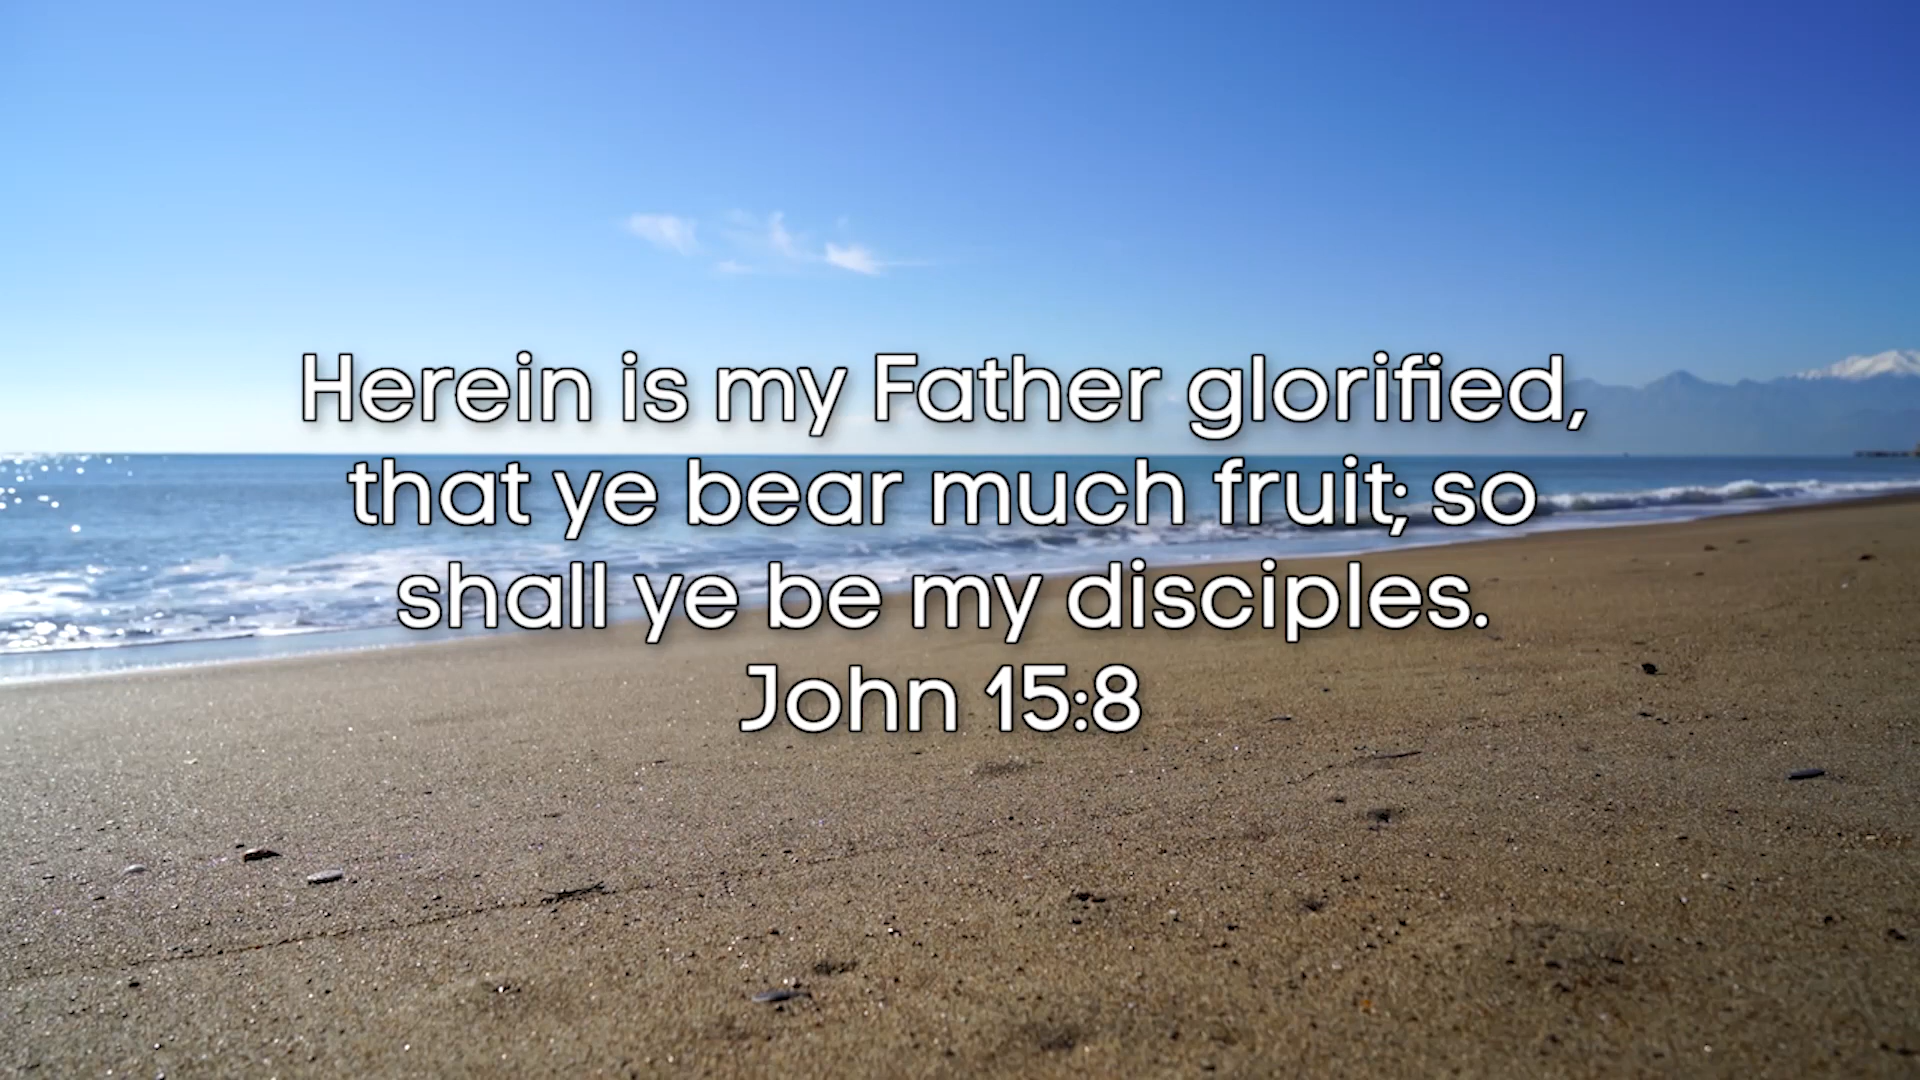 Herein is my Father glorified,
that ye bear much fruit; so
shall ye be my disciples.
John 15:8